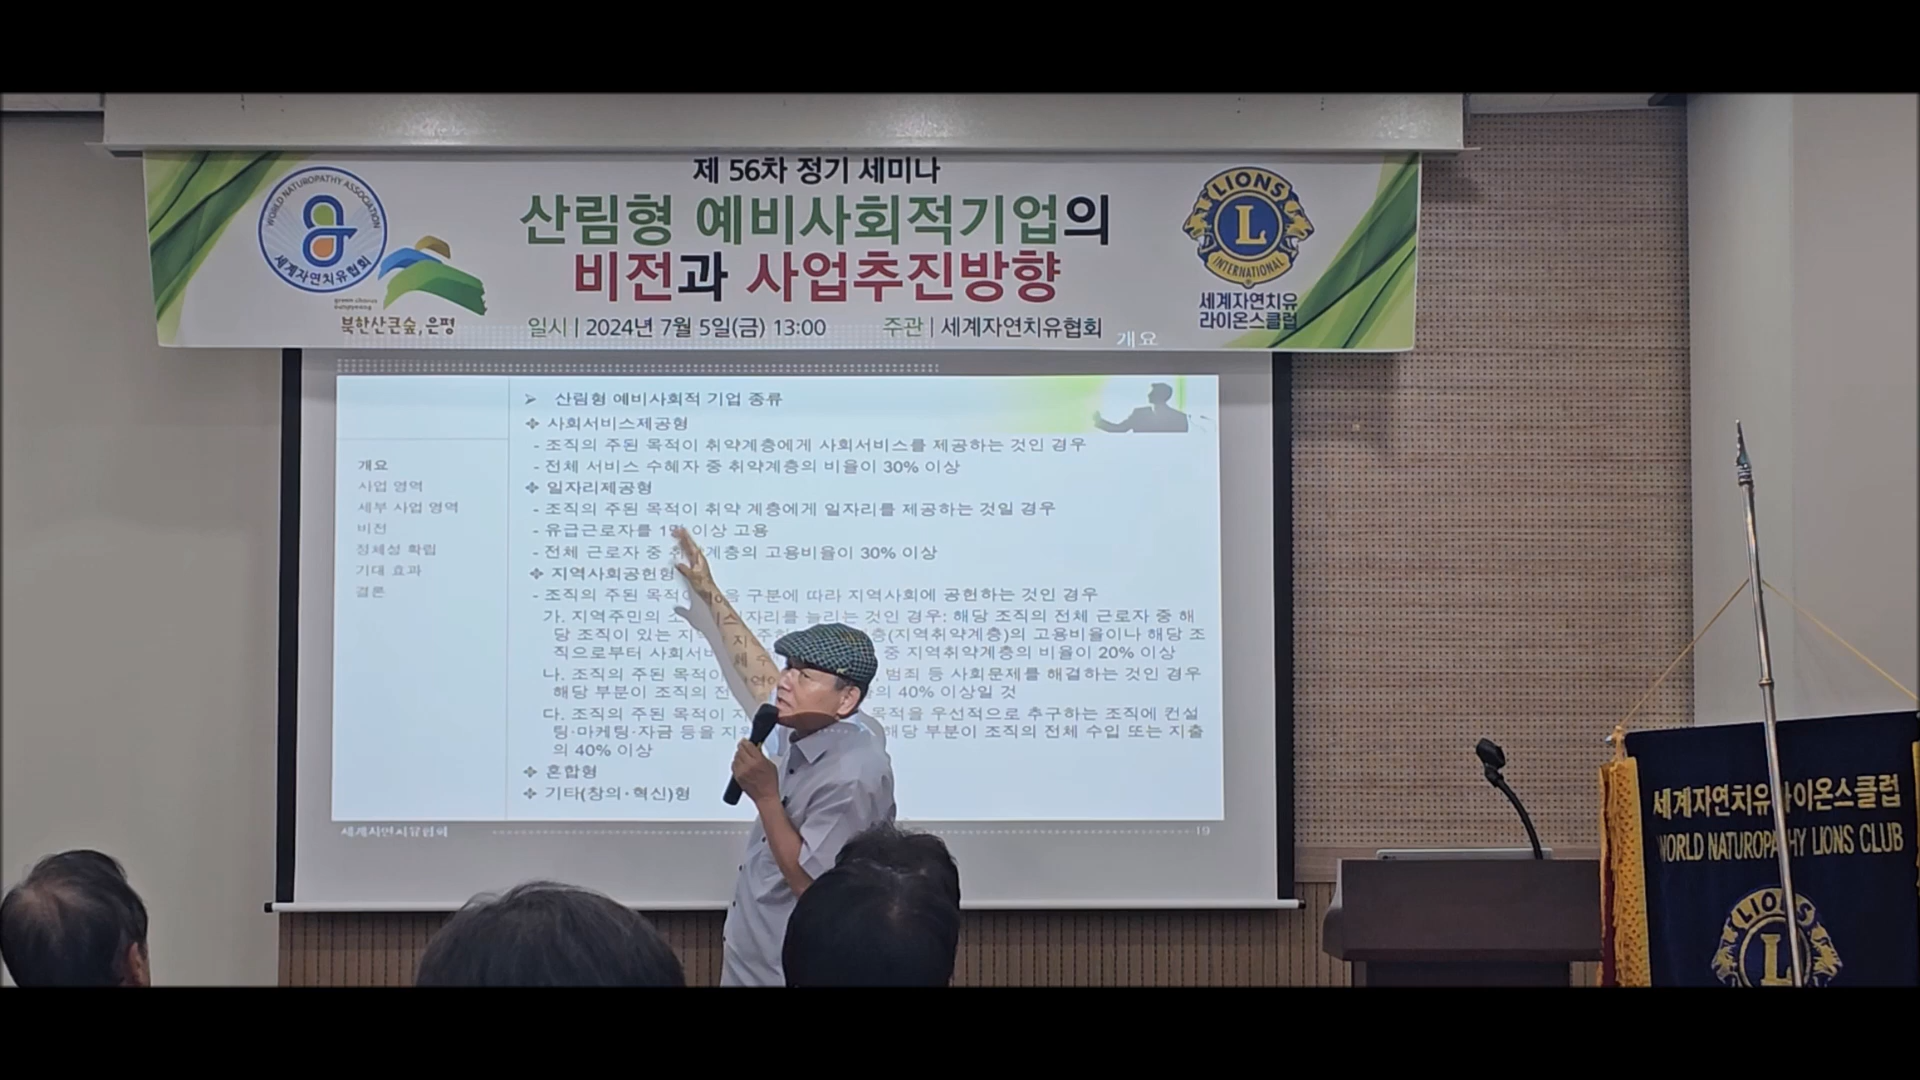 제 56차 정기 세미나
산림형 예비사회적기업의
비전과 사업추진방향
일시 | 2024년 7월 5일(금) 13:00 주관 | 세계자연치유협회
WORLD NATUROPATHY ASSOCIATION
세계자연치유협회
북한산큰숲, 은평
LIONS
L
INTERNATIONAL
세계자연치유
라이온스클럽
개요
개요
사업 영역
세부 사업 영역
비전
정체성 확립
기대 효과
결론
➢ 산림형 예비사회적 기업 종류
❖ 사회서비스제공형
- 조직의 주된 목적이 취약계층에게 사회서비스를 제공하는 것인 경우
- 전체 서비스 수혜자 중 취약계층의 비율이 30% 이상
❖ 일자리제공형
- 조직의 주된 목적이 취약 계층에게 일자리를 제공하는 것일 경우
- 유급근로자를 1명 이상 고용
- 전체 근로자 중 취약계층의 고용비율이 30% 이상
❖ 지역사회공헌형
- 조직의 주된 목적 구분에 따라 지역사회에 공헌하는 것인 경우
가. 지역주민의 늘리는 것인 경우: 해당 조직의 전체 근로자 중 해
당 조직이 있는 (지역취약계층)의 고용비율이나 해당 조
직으로부터 중 지역취약계층의 비율이 20% 이상
나. 조직의 주된 목적이 범죄 등 사회문제를 해결하는 것인 경우
해당 부분이 조직의 40% 이상일 것
다. 조직의 주된 목적이 목적을 우선적으로 추구하는 조직에 컨설
팅·마케팅·자금 등을 해당 부분이 조직의 전체 수입 또는 지출
의 40% 이상
❖ 혼합형
❖ 기타(창의·혁신)형
세계자연치유협회
19
세계자연치유라이온스클럽
WORLD NATUROPATHY LIONS CLUB
LIONS
L